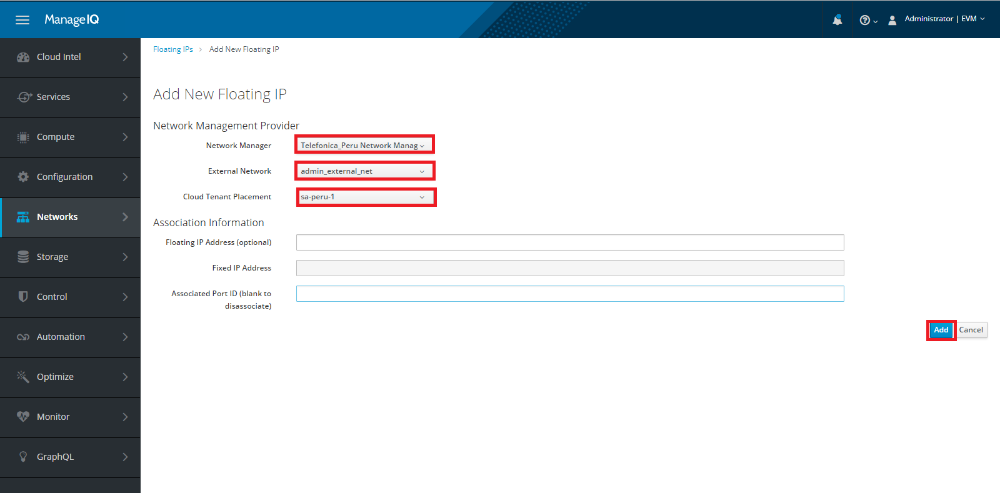 ManageIQ
Administrator | EVM
Cloud Intel
Services
Compute
Configuration
Networks
Storage
Control
Automation
Optimize
Monitor
GraphQL
Floating IPs > Add New Floating IP
Add New Floating IP
Network Management Provider
Network Manager Telefonica_Peru Network Manag
External Network admin_external_net
Cloud Tenant Placement sa-peru-1
Association Information
Floating IP Address (optional)
Fixed IP Address
Associated Port ID (blank to
disassociate)
Add Cancel